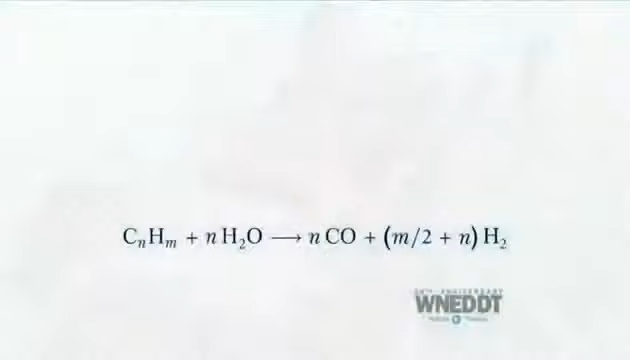 CₙHₘ + n H₂O ⟶ n CO + (m/2 + n) H₂
WNEDDT